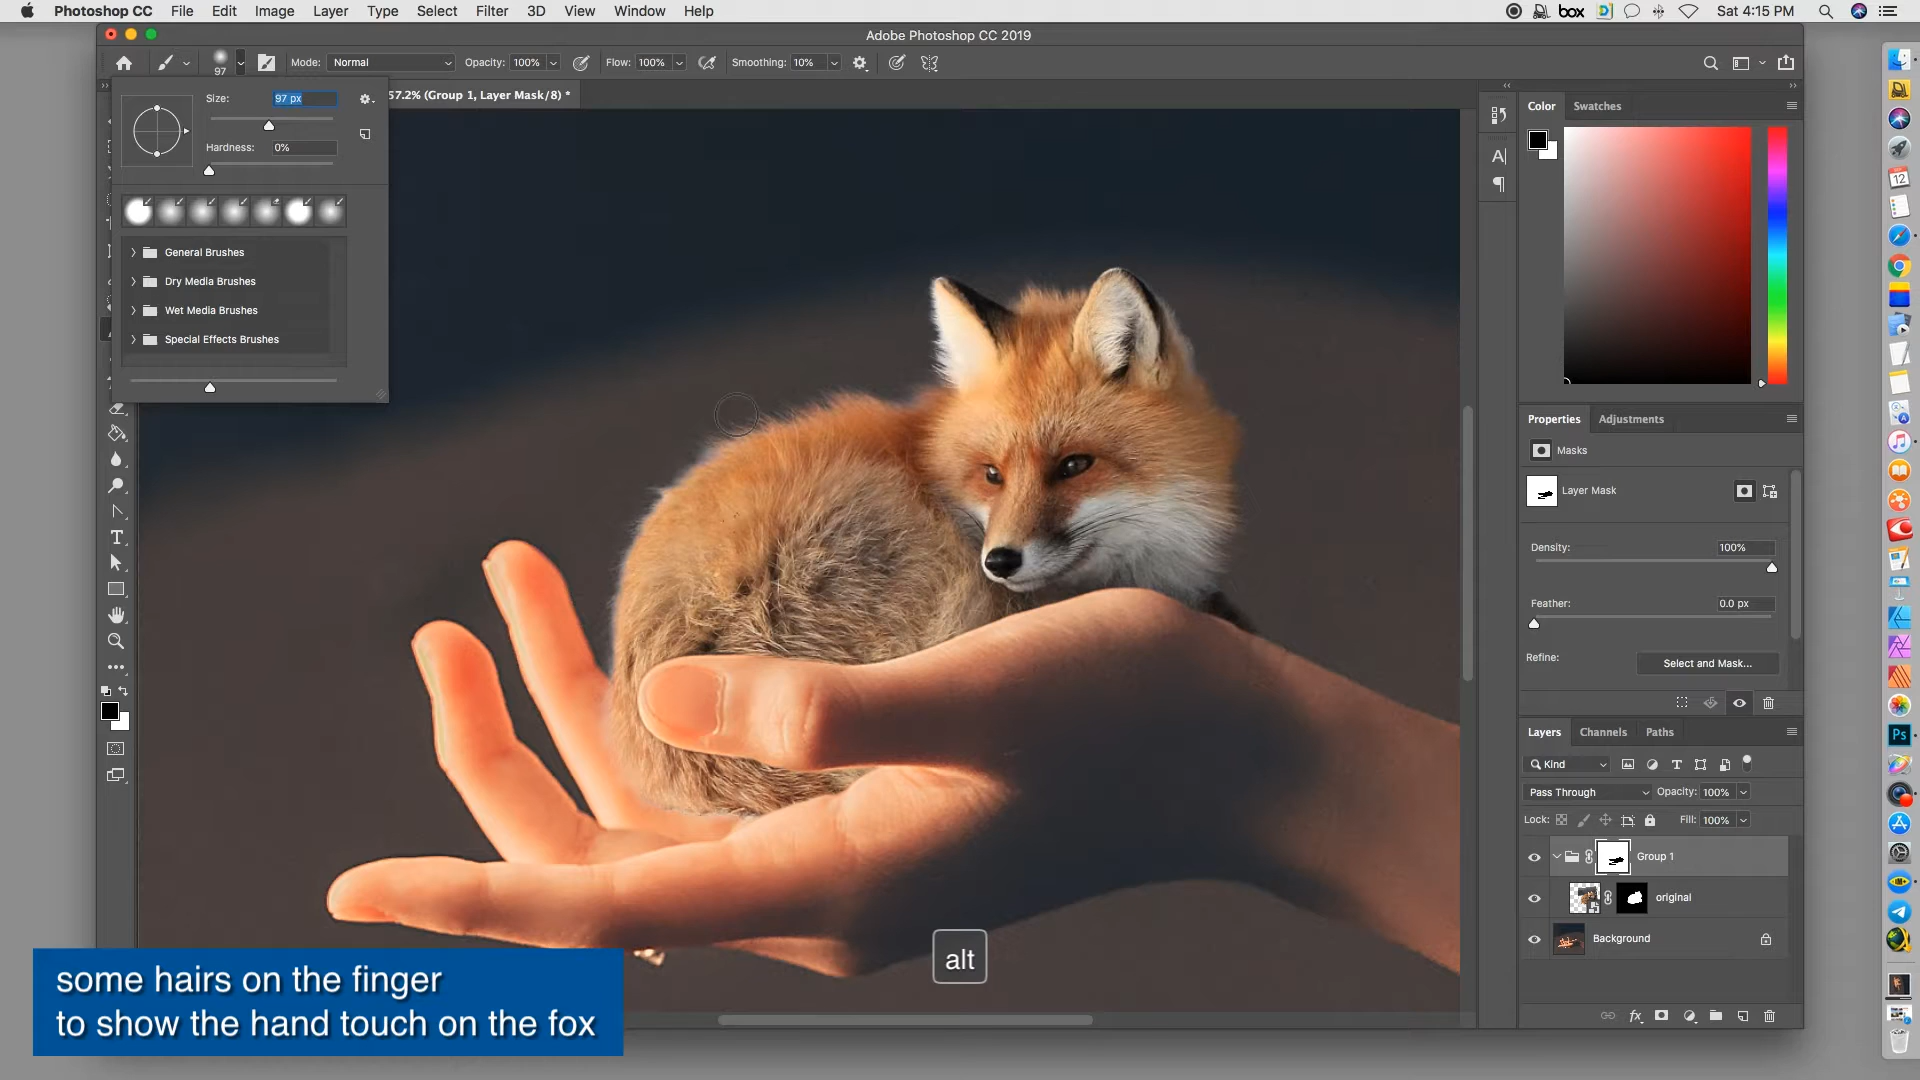 Photoshop CC File Edit Image Layer Type Select Filter 3D View Window Help
box Sat 4:15 PM
Adobe Photoshop CC 2019
97 Mode: Normal Opacity: 100% Flow: 100% Smoothing: 10%
57.2% (Group 1, Layer Mask/8) *
Size: 97 px
Hardness: 0%
General Brushes
Dry Media Brushes
Wet Media Brushes
Special Effects Brushes
Color Swatches
Properties Adjustments
Masks
Layer Mask
Density: 100%
Feather: 0.0 px
Refine: Select and Mask...
Layers Channels Paths
Kind
Pass Through Opacity: 100%
Lock: Fill: 100%
Group 1
original
Background
12
Ps
alt
some hairs on the finger
to show the hand touch on the fox